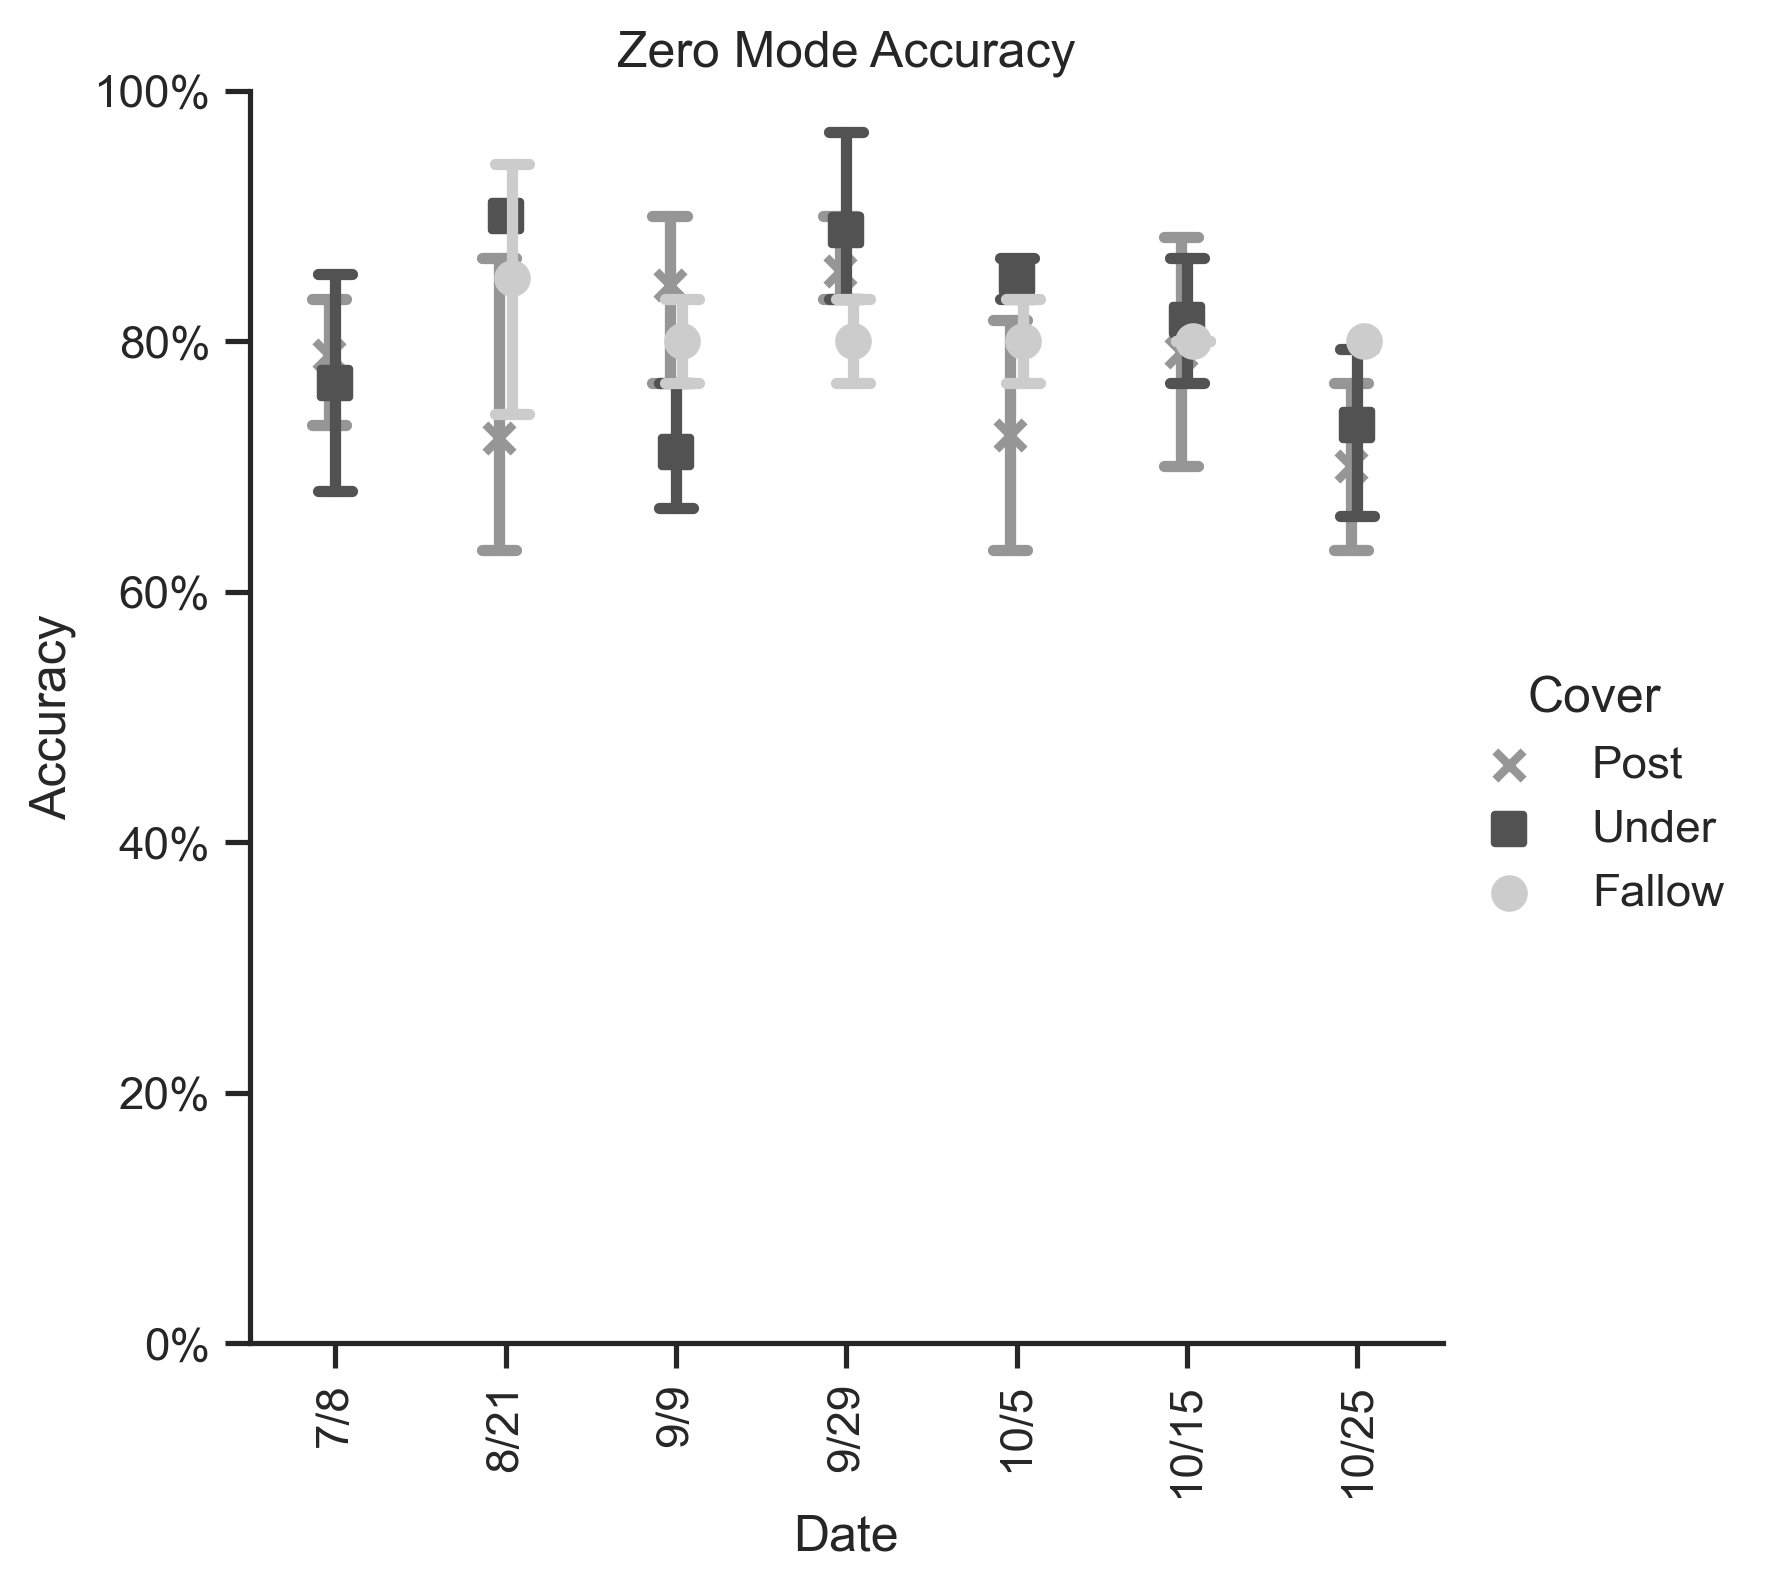 Zero Mode Accuracy
100%
80%
60%
40%
20%
0%
Accuracy
7/8
8/21
9/9
9/29
10/5
10/15
10/25
Date
Cover
Post
Under
Fallow